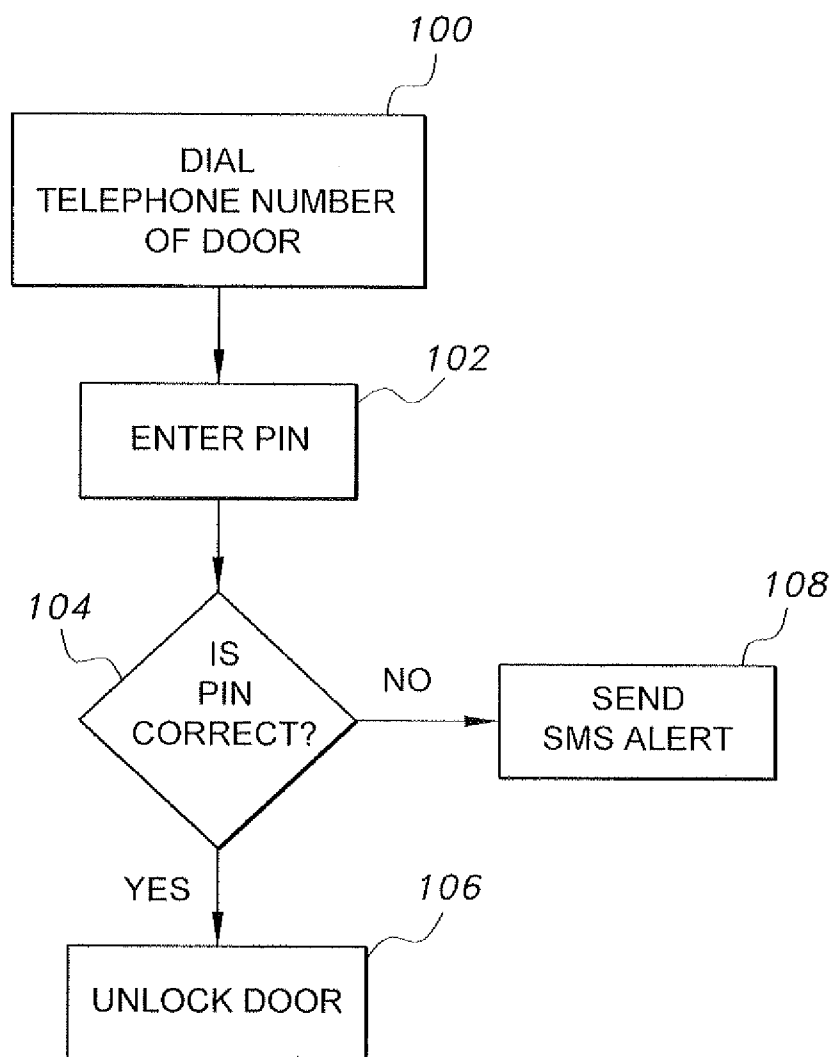 100
DIAL
TELEPHONE NUMBER
OF DOOR
102
ENTER PIN
104
IS
PIN
CORRECT?
NO
108
SEND
SMS ALERT
YES
106
UNLOCK DOOR